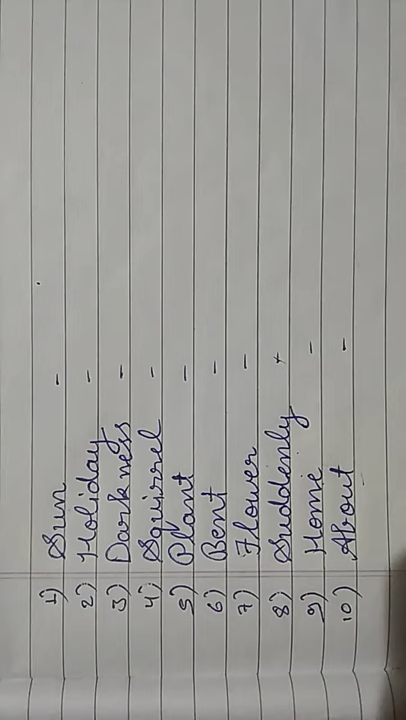 1) Sun -
2) Holiday -
3) Darkness -
4) Squirrel -
5) Plant -
6) Bent -
7) Flower -
8) Suddenly +
9) Home -
10) About -